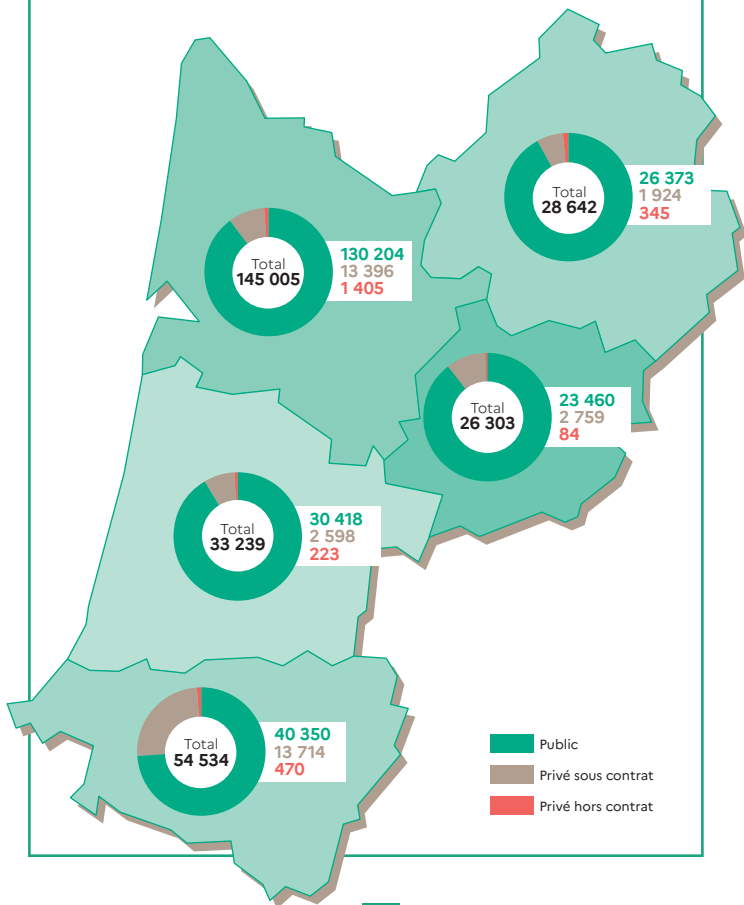 Total
28 642
26 373
1 924
345
Total
145 005
130 204
13 396
1 405
Total
26 303
23 460
2 759
84
Total
33 239
30 418
2 598
223
Total
54 534
40 350
13 714
470
Public
Privé sous contrat
Privé hors contrat